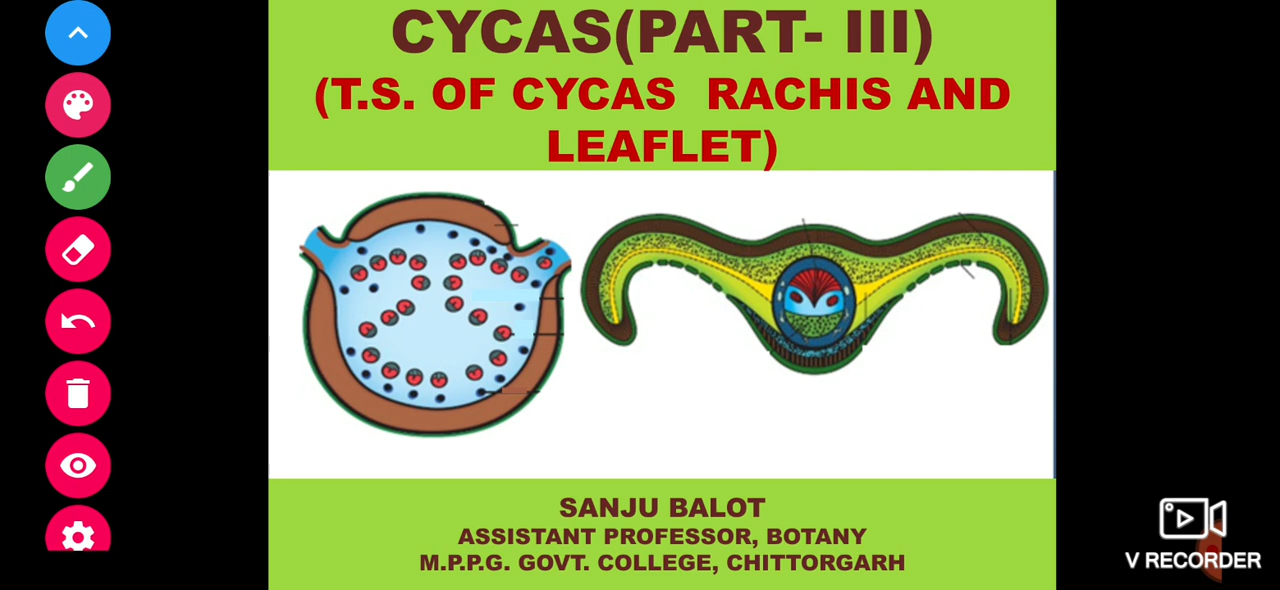 CYCAS(PART- III)
(T.S. OF CYCAS RACHIS AND
LEAFLET)
SANJU BALOT
ASSISTANT PROFESSOR, BOTANY
M.P.P.G. GOVT. COLLEGE, CHITTORGARH
V RECORDER